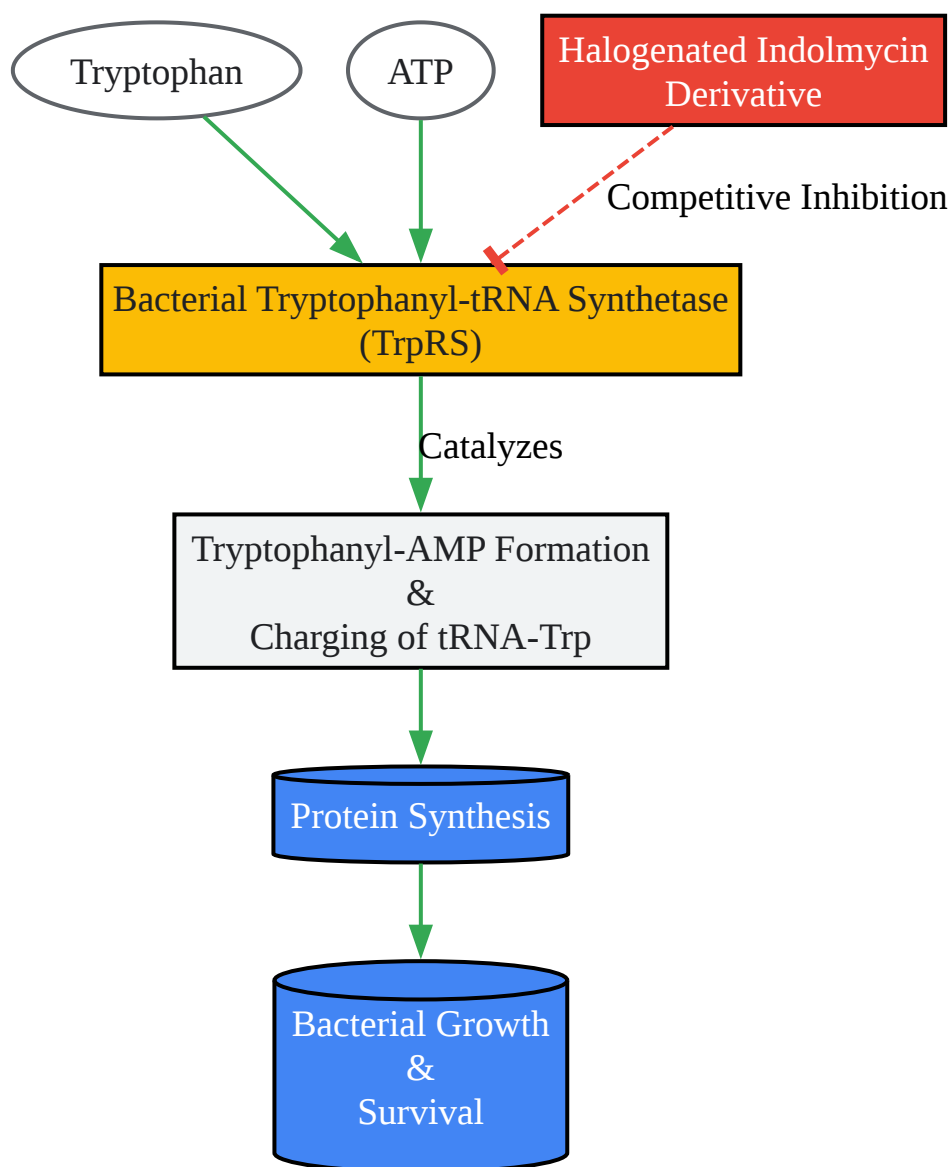 Tryptophan
ATP
Halogenated Indolmycin
Derivative
Competitive Inhibition
Bacterial Tryptophanyl-tRNA Synthetase
(TrpRS)
Catalyzes
Tryptophanyl-AMP Formation
&
Charging of tRNA-Trp
Protein Synthesis
Bacterial Growth
&
Survival